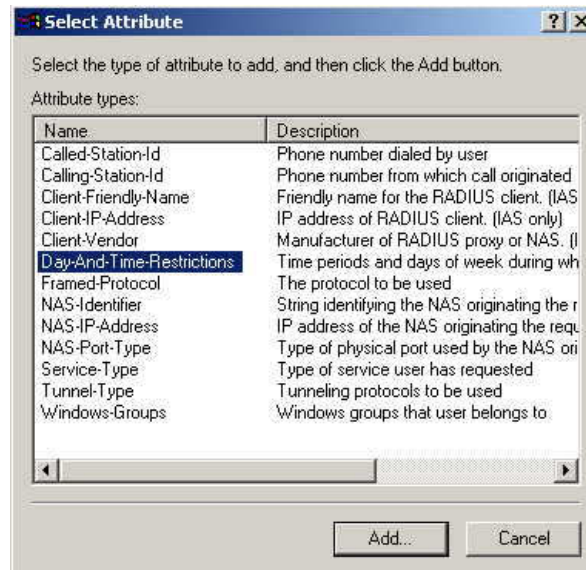 Select Attribute
Select the type of attribute to add, and then click the Add button.
Attribute types:
Name Description
Called-Station-Id Phone number dialed by user
Calling-Station-Id Phone number from which call originated
Client-Friendly-Name Friendly name for the RADIUS client. (IAS
Client-IP-Address IP address of RADIUS client. (IAS only)
Client-Vendor Manufacturer of RADIUS proxy or NAS. (I
Day-And-Time-Restrictions Time periods and days of week during wh
Framed-Protocol The protocol to be used
NAS-Identifier String identifying the NAS originating the r
NAS-IP-Address IP address of the NAS originating the requ
NAS-Port-Type Type of physical port used by the NAS ori
Service-Type Type of service user has requested
Tunnel-Type Tunneling protocols to be used
Windows-Groups Windows groups that user belongs to
Add... Cancel